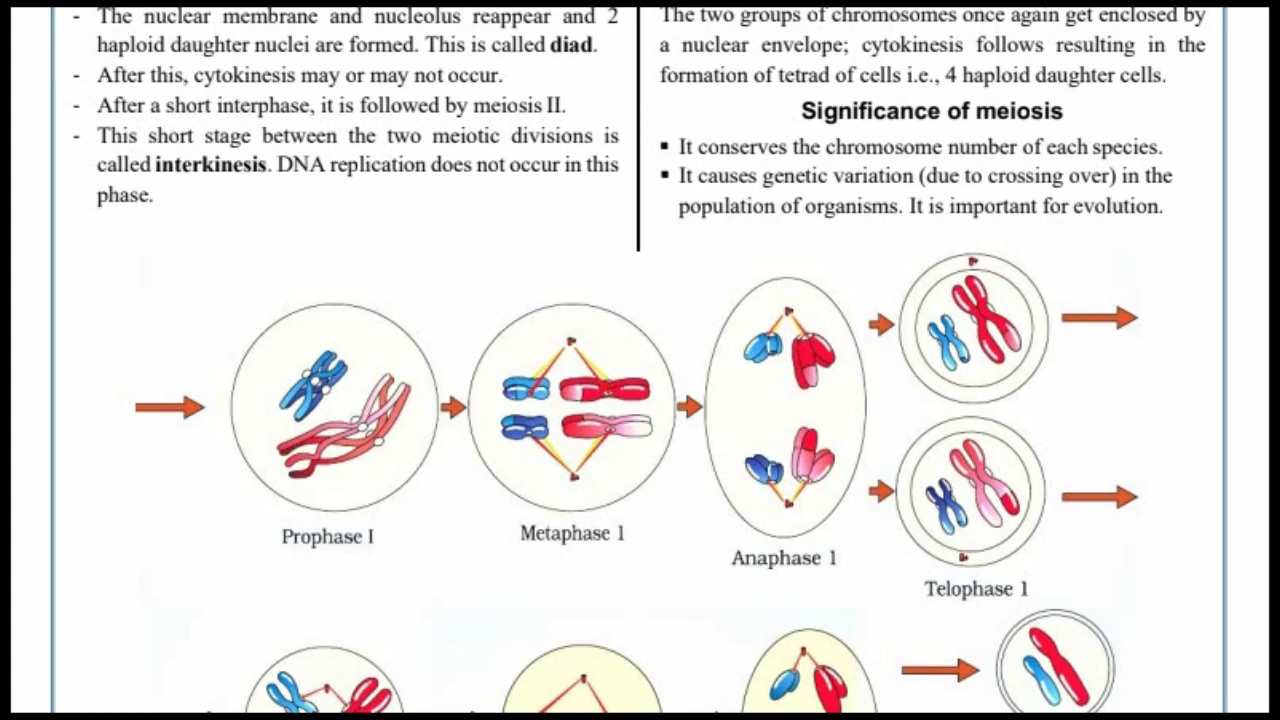 - The nuclear membrane and nucleolus reappear and 2
haploid daughter nuclei are formed. This is called diad.
- After this, cytokinesis may or may not occur.
- After a short interphase, it is followed by meiosis II.
- This short stage between the two meiotic divisions is
called interkinesis. DNA replication does not occur in this
phase.
The two groups of chromosomes once again get enclosed by
a nuclear envelope; cytokinesis follows resulting in the
formation of tetrad of cells i.e., 4 haploid daughter cells.
Significance of meiosis
▪ It conserves the chromosome number of each species.
▪ It causes genetic variation (due to crossing over) in the
population of organisms. It is important for evolution.
Prophase I
Metaphase 1
Anaphase 1
Telophase 1